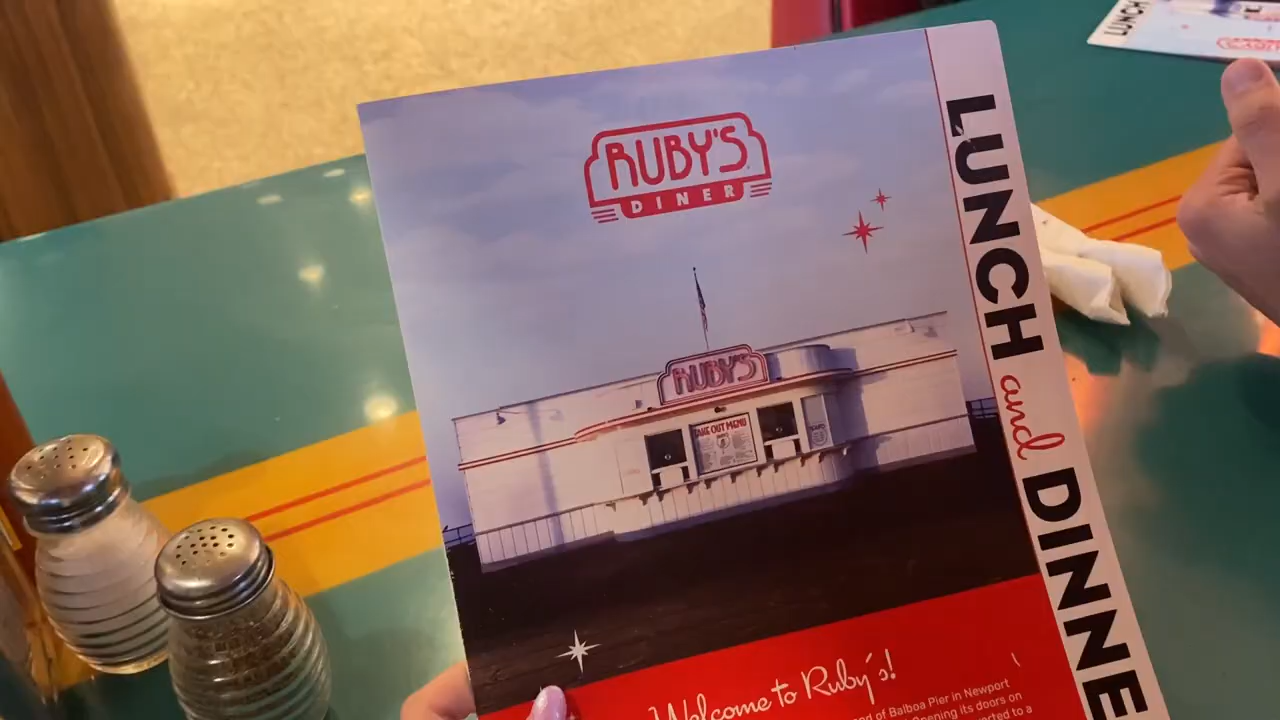 RUBY'S
DINER
LUNCH and DINNE
RUBY'S
TAKE OUT MENU
Welcome to Ruby's!
of Balboa Pier in Newport
Opening its doors on
to a
LUNCH